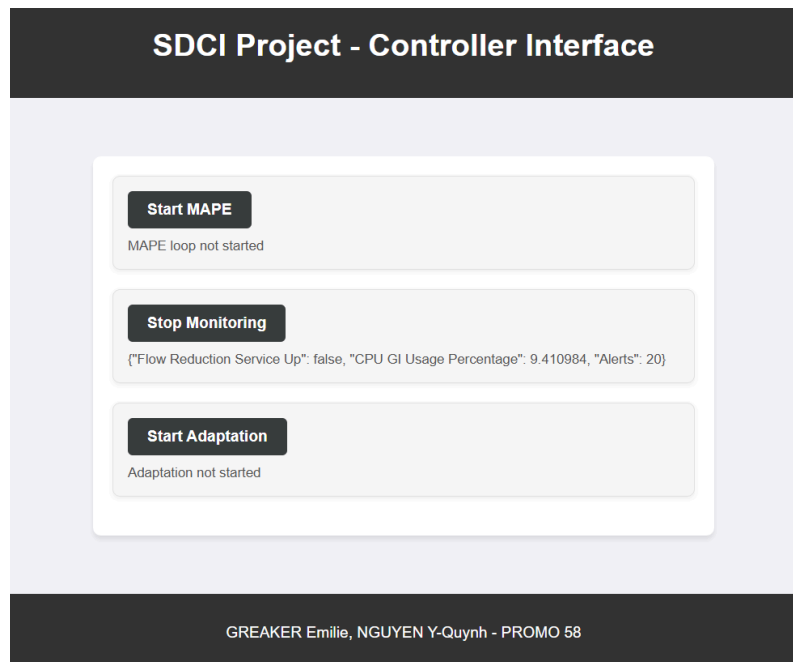 SDCI Project - Controller Interface
Start MAPE
MAPE loop not started
Stop Monitoring
{"Flow Reduction Service Up": false, "CPU GI Usage Percentage": 9.410984, "Alerts": 20}
Start Adaptation
Adaptation not started
GREAKER Emilie, NGUYEN Y-Quynh - PROMO 58